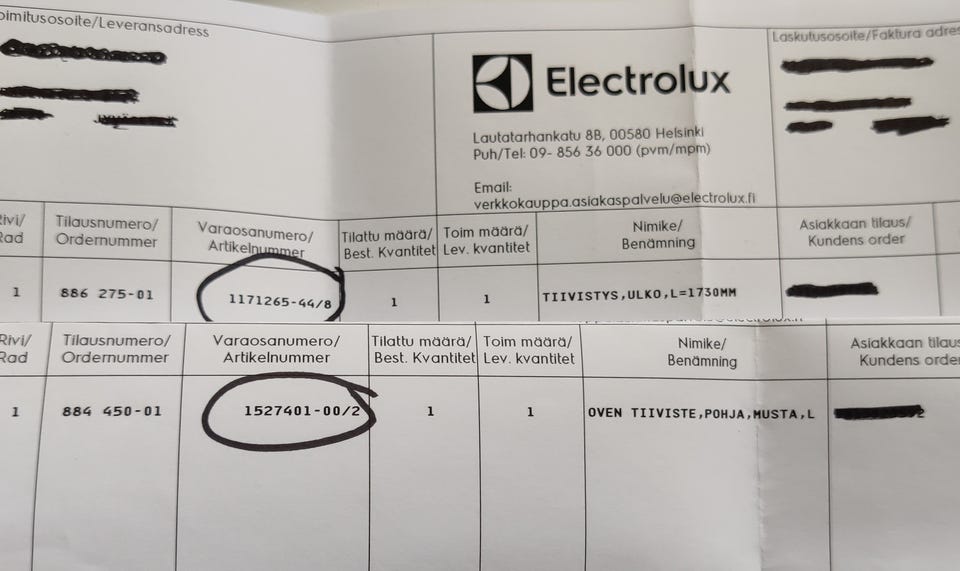 oimitusosoite/Leveransadress
Electrolux
Lautatarhankatu 8B, 00580 Helsinki
Puh/Tel: 09- 856 36 000 (pvm/mpm)
Email:
verkkokauppa.asiakaspalvelu@electrolux.fi
Laskutusosoite/Faktura adres
Rivi/ Tilausnumero/ Varaosanumero/ Tilattu määrä/ Toim määrä/ Nimike/ Asiakkaan tilaus/
Rad Ordernummer Artikelnummer Best. Kvantitet Lev. kvantitet Benämning Kundens order
1 886 275-01 1171265-44/8 1 1 TIIVISTYS,ULKO,L=1730MM
Rivi/ Tilausnumero/ Varaosanumero/ Tilattu määrä/ Toim määrä/ Nimike/ Asiakkaan tilaus
Rad Ordernummer Artikelnummer Best. Kvantitet Lev. kvantitet Benämning Kundens order
1 884 450-01 1527401-00/2 1 1 OVEN TIIVISTE,POHJA,MUSTA,L